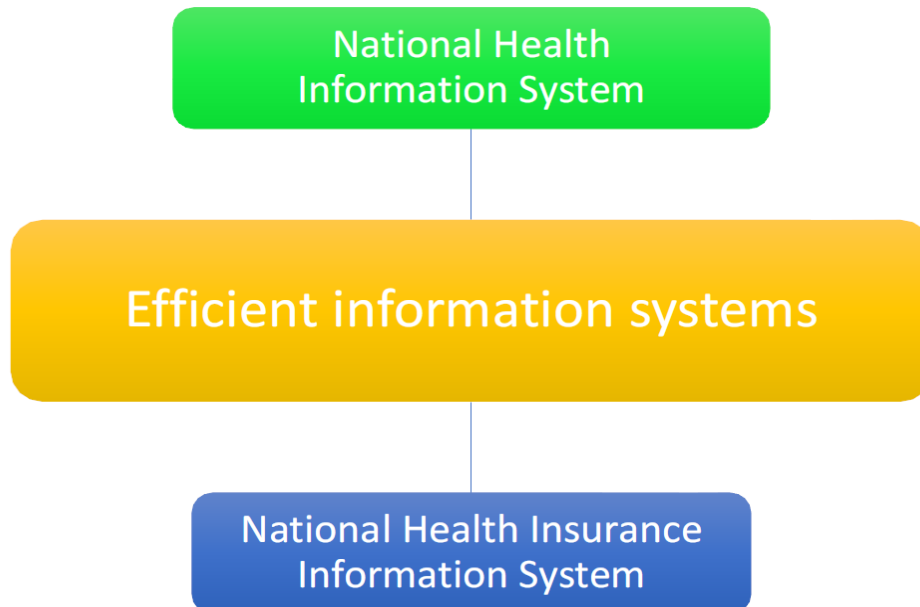 National Health
Information System
Efficient information systems
National Health Insurance
Information System